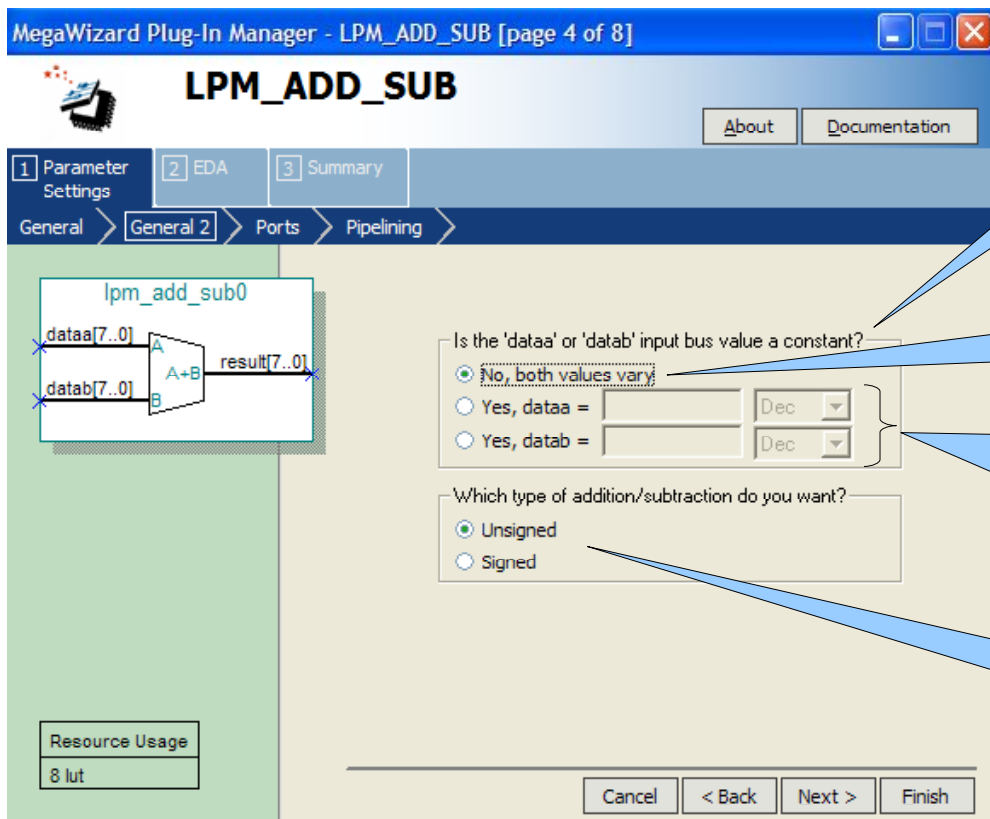 MegaWizard Plug-In Manager - LPM_ADD_SUB [page 4 of 8]
LPM_ADD_SUB
About
Documentation
1 Parameter Settings
2 EDA
3 Summary
General
General 2
Ports
Pipelining
lpm_add_sub0
dataa[7..0]
A
A+B
result[7..0]
datab[7..0]
B
Is the 'dataa' or 'datab' input bus value a constant?
No, both values vary
Yes, dataa =
Dec
Yes, datab =
Dec
Which type of addition/subtraction do you want?
Unsigned
Signed
Resource Usage
8 lut
Cancel
< Back
Next >
Finish